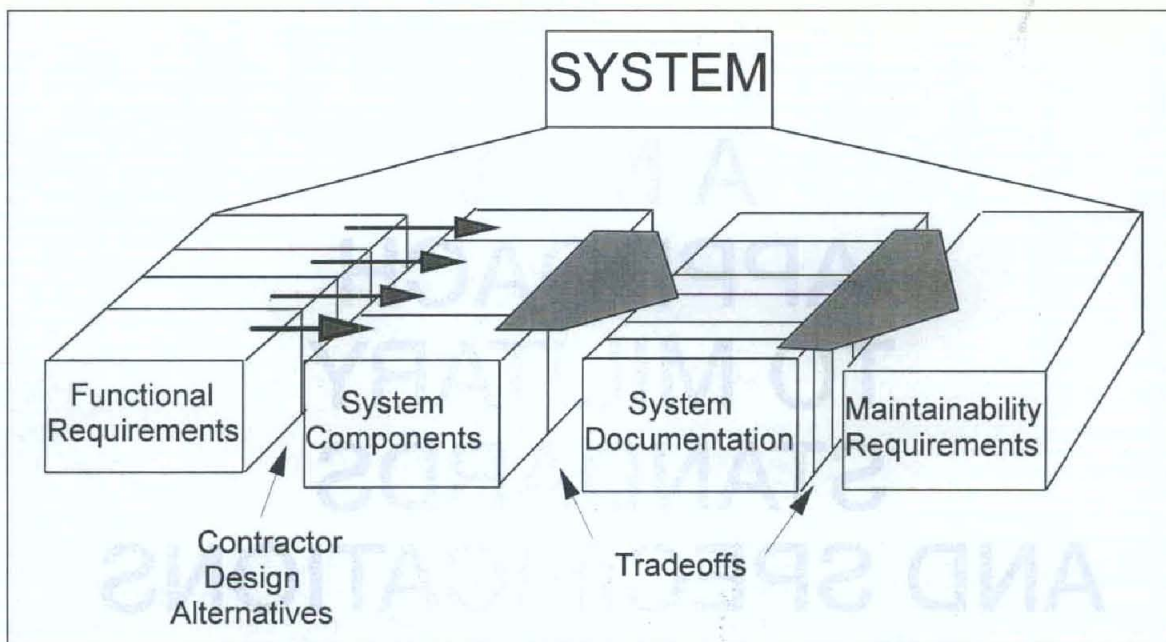 SYSTEM
Functional
Requirements
System
Components
System
Documentation
Maintainability
Requirements
Contractor
Design
Alternatives
Tradeoffs